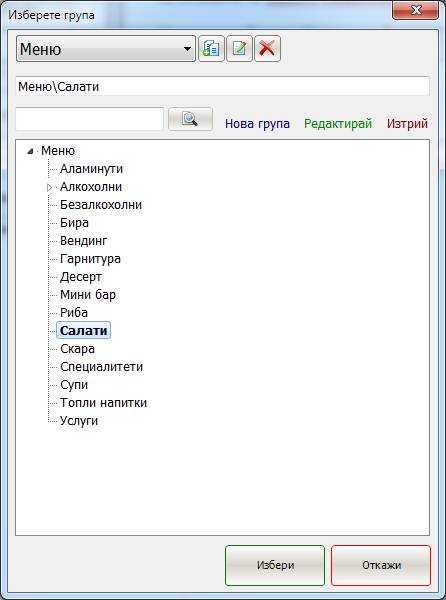 Изберете група
Меню
Меню\Салати
Нова група Редактирай Изтрий
Меню
Аламинути
Алкохолни
Безалкохолни
Бира
Вендинг
Гарнитура
Десерт
Мини бар
Риба
Салати
Скара
Специалитети
Супи
Топли напитки
Услуги
Избери Откажи